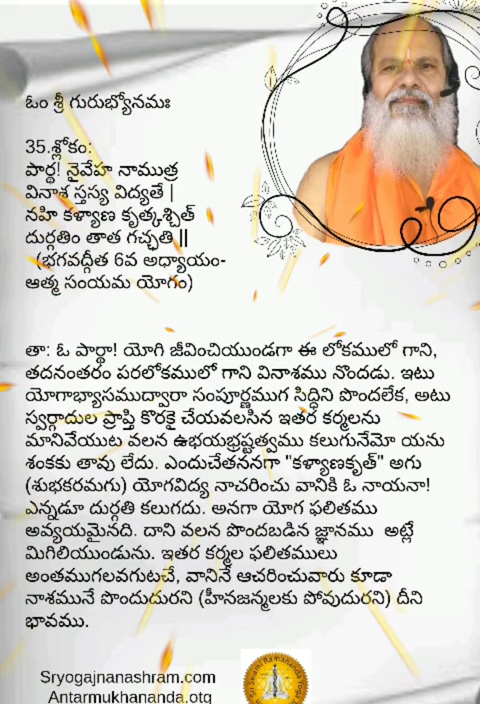 ఓం శ్రీ గురుభ్యోనమః
35.శ్లోకం:
పార్థ! నైవేహ నాముత్ర
వినాశ స్తస్య విద్యతే |
నహి కళ్యాణ కృత్కశ్చిత్
దుర్గతిం తాత గచ్ఛతి ||
(భగవద్గీత 6వ అధ్యాయం-
ఆత్మ సంయమ యోగం)
తా: ఓ పార్థా! యోగి జీవించియుండగా ఈ లోకములో గాని,
తదనంతరం పరలోకములో గాని వినాశము నొందడు. ఇటు
యోగాభ్యాసముద్వారా సంపూర్ణముగ సిద్ధిని పొందలేక, అటు
స్వర్గాదుల ప్రాప్తి కొరకై చేయవలసిన ఇతర కర్మలను
మానివేయుట వలన ఉభయభ్రష్టత్వము కలుగునేమో యను
శంకకు తావు లేదు. ఎందుచేతననగా "కళ్యాణకృత్" అగు
(శుభకరమగు) యోగవిద్య నాచరించు వానికి ఓ నాయనా!
ఎన్నడూ దుర్గతి కలుగదు. అనగా యోగ ఫలితము
అవ్యయమైనది. దాని వలన పొందబడిన జ్ఞానము అట్లే
మిగిలియుండును. ఇతర కర్మల ఫలితములు
అంతముగలవగుటచే, వానినే ఆచరించువారు కూడా
నాశమునే పొందుదురని (హీనజన్మలకు పోవుదురని) దీని
భావము.
Sryogajnanashram.com
Antarmukhananda.otg